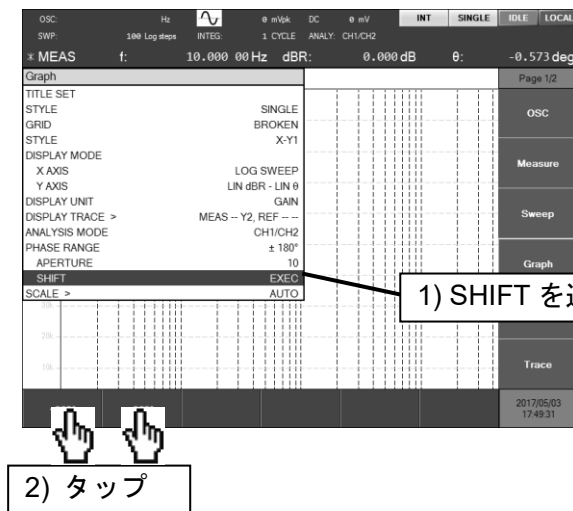 OSC: Hz 0 mVpk DC 0 mV INT SINGLE IDLE LOCAL
SWP: 100 Log steps INTEG: 1 CYCLE ANALY: CH1/CH2
* MEAS f: 10.000 00 Hz dBR: 0.000 dB θ: -0.573 deg
Graph
Page 1/2
TITLE SET
STYLE SINGLE
OSC
GRID BROKEN
STYLE X-Y1
DISPLAY MODE
X AXIS LOG SWEEP
Measure
Y AXIS LIN dBR - LIN θ
DISPLAY UNIT GAIN
DISPLAY TRACE > MEAS -- Y2, REF -- --
Sweep
ANALYSIS MODE CH1/CH2
PHASE RANGE ± 180°
APERTURE 10
Graph
SHIFT EXEC
SCALE > AUTO
1) SHIFT を
20k
10k
Trace
2017/05/03
17:49:31
2) タップ